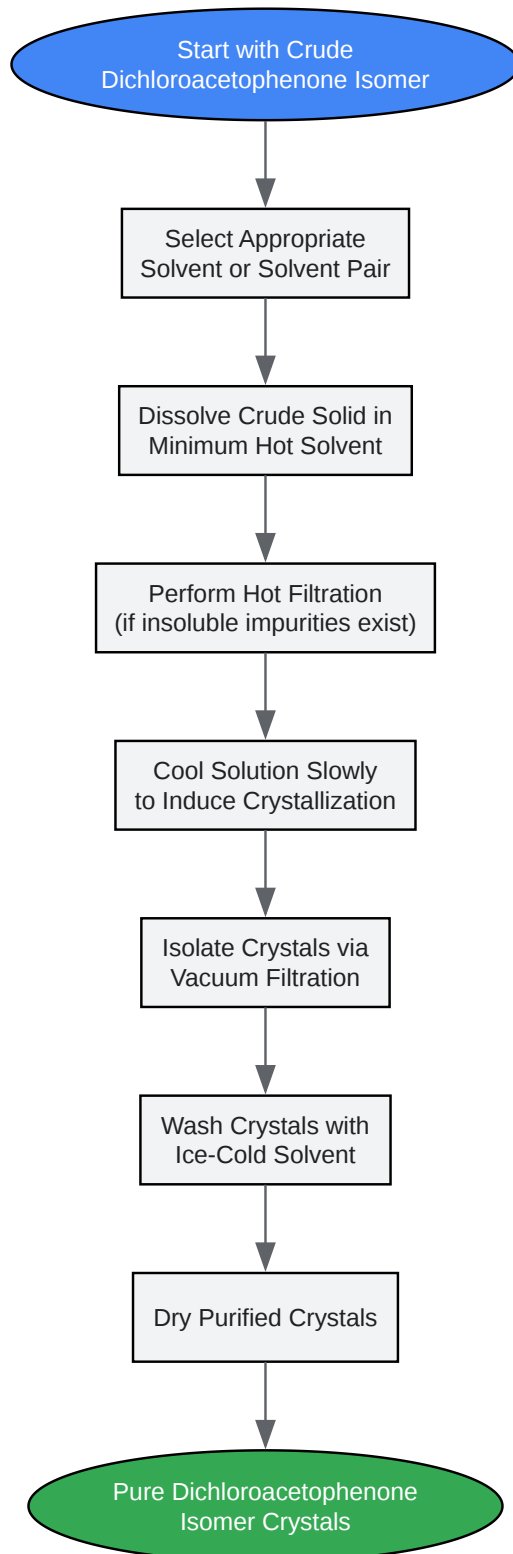 Start with Crude
Dichloroacetophenone Isomer
Select Appropriate
Solvent or Solvent Pair
Dissolve Crude Solid in
Minimum Hot Solvent
Perform Hot Filtration
(if insoluble impurities exist)
Cool Solution Slowly
to Induce Crystallization
Isolate Crystals via
Vacuum Filtration
Wash Crystals with
Ice-Cold Solvent
Dry Purified Crystals
Pure Dichloroacetophenone
Isomer Crystals